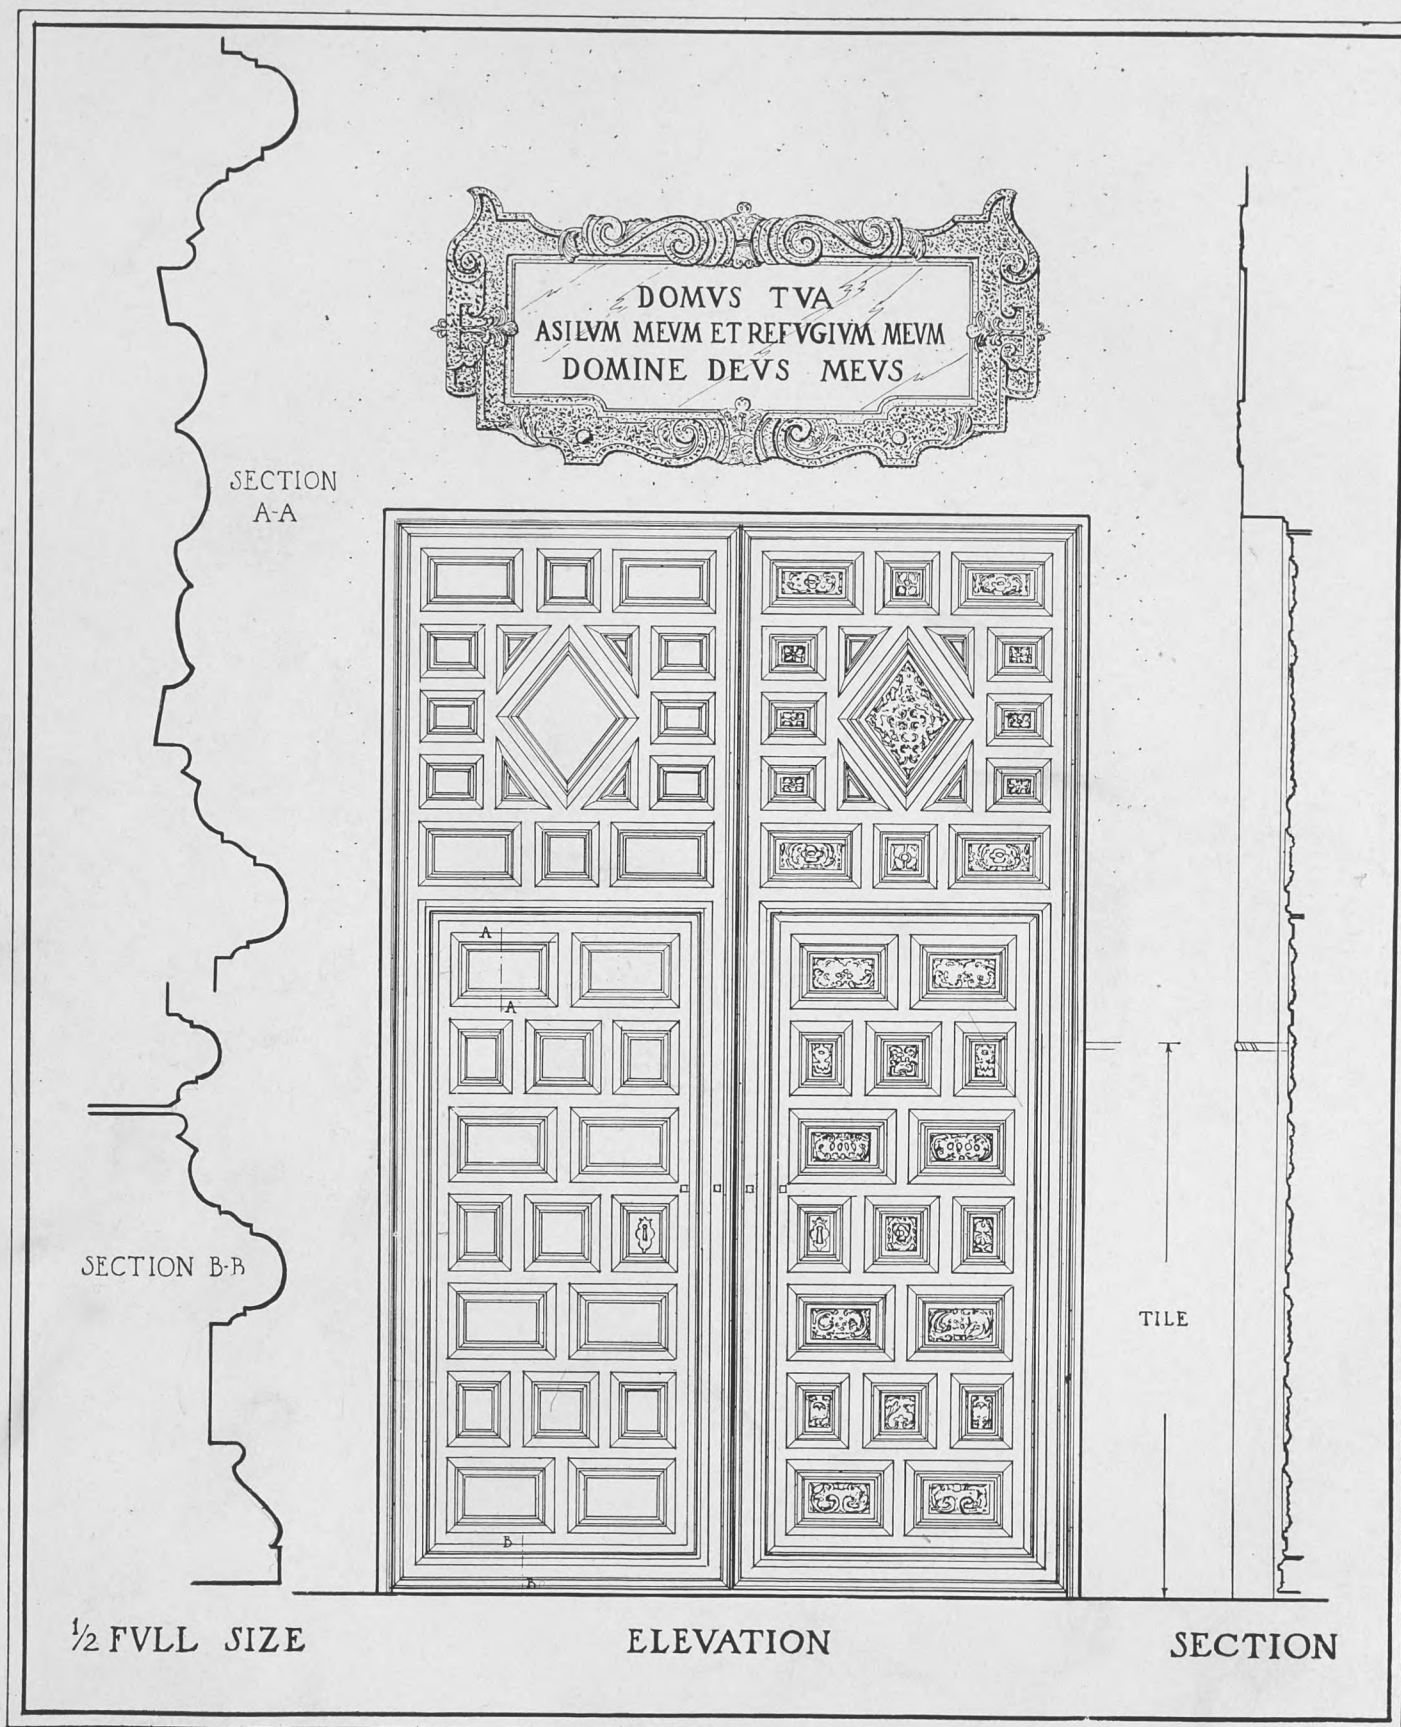 DOMVS TVA
ASILVM MEVM ET REFVGIVM MEVM
DOMINE DEVS MEVS
SECTION
A-A
A
A
SECTION B-B
TILE
B
B
1/2 FVLL SIZE
ELEVATION
SECTION